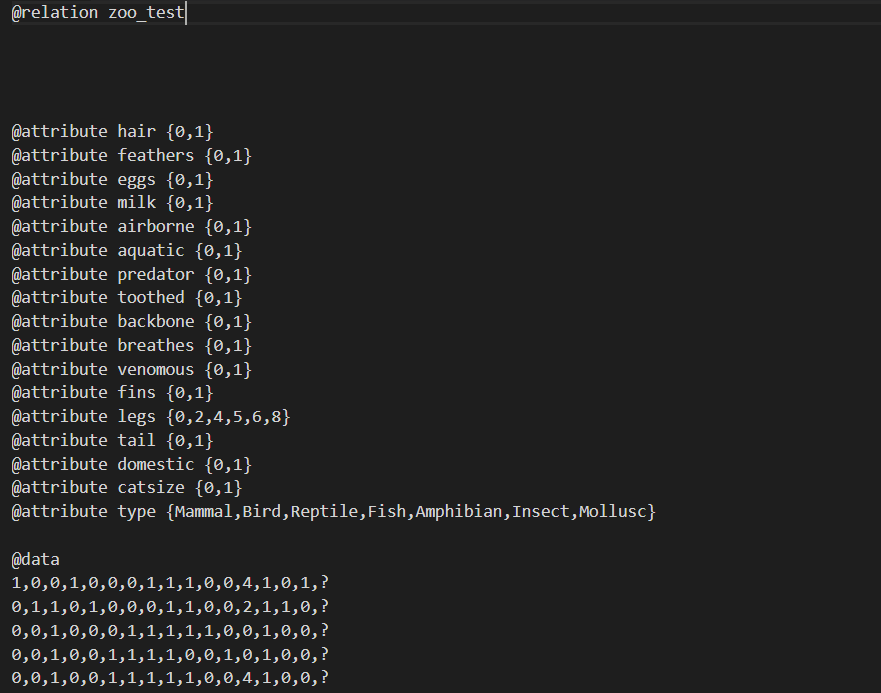 @relation zoo_test
@attribute hair {0,1}
@attribute feathers {0,1}
@attribute eggs {0,1}
@attribute milk {0,1}
@attribute airborne {0,1}
@attribute aquatic {0,1}
@attribute predator {0,1}
@attribute toothed {0,1}
@attribute backbone {0,1}
@attribute breathes {0,1}
@attribute venomous {0,1}
@attribute fins {0,1}
@attribute legs {0,2,4,5,6,8}
@attribute tail {0,1}
@attribute domestic {0,1}
@attribute catsize {0,1}
@attribute type {Mammal,Bird,Reptile,Fish,Amphibian,Insect,Mollusc}
@data
1,0,0,1,0,0,0,1,1,1,0,0,4,1,0,1,?
0,1,1,0,1,0,0,0,1,1,0,0,2,1,1,0,?
0,0,1,0,0,0,1,1,1,1,1,0,0,1,0,0,?
0,0,1,0,0,1,1,1,1,0,0,1,0,1,0,0,?
0,0,1,0,0,1,1,1,1,1,0,0,4,1,0,0,?